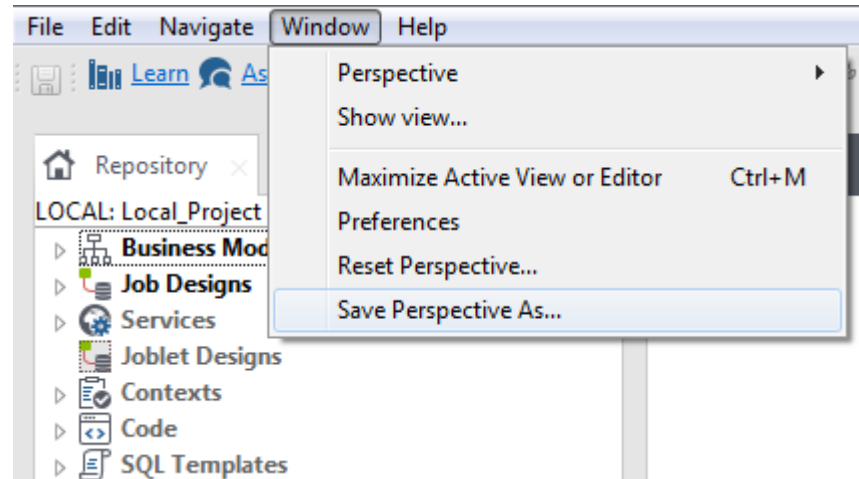 File Edit Navigate Window Help
Learn As
Perspective
Show view...
Maximize Active View or Editor Ctrl+M
Preferences
Reset Perspective...
Save Perspective As...
Repository
LOCAL: Local_Project
Business Mod
Job Designs
Services
Joblet Designs
Contexts
Code
SQL Templates